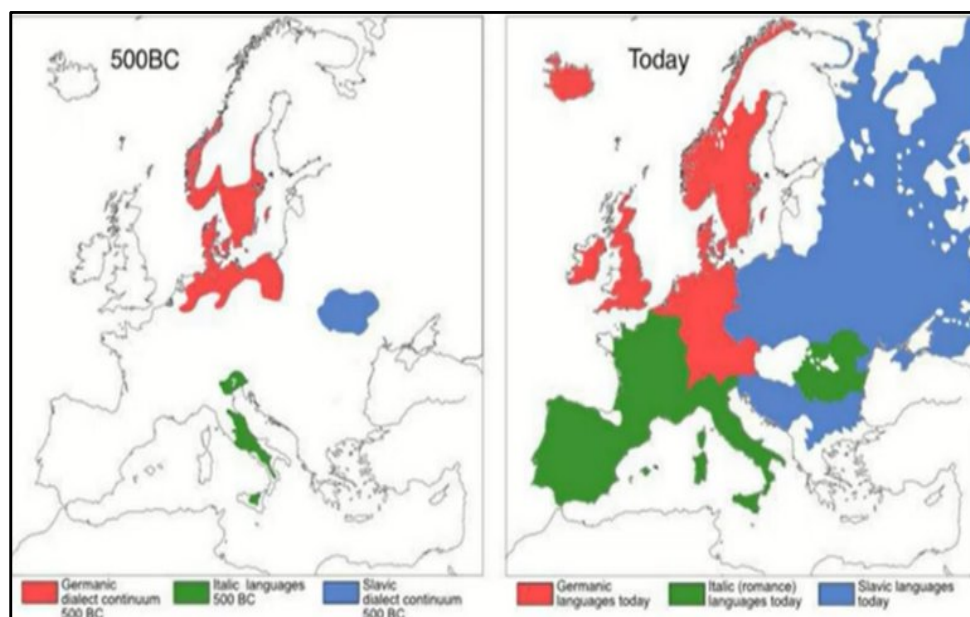 500BC
Today
Germanic
dialect continuum
500 BC
Italic languages
500 BC
Slavic
dialect continuum
500 BC
Germanic
languages today
Italic (romance)
languages today
Slavic languages
today